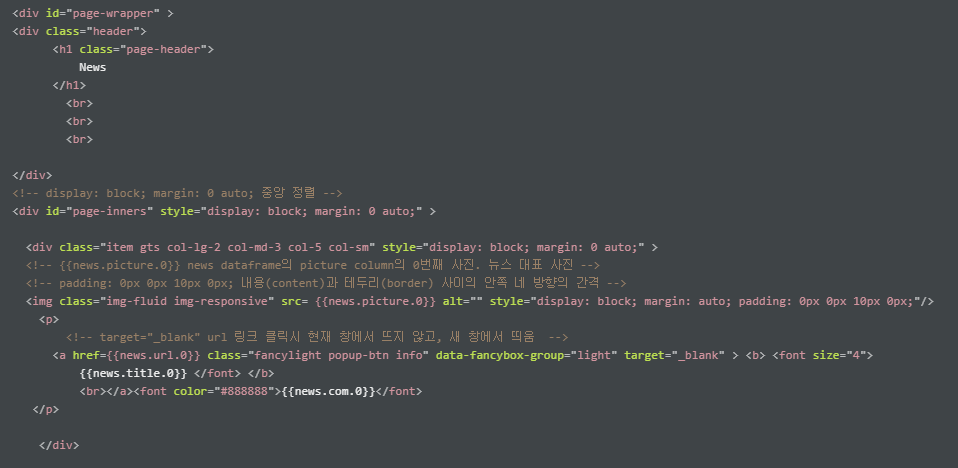 <div id="page-wrapper" >
<div class="header">
<h1 class="page-header">
News
</h1>
<br>
<br>
<br>
</div>
<!-- display: block; margin: 0 auto; 중앙 정렬 -->
<div id="page-inners" style="display: block; margin: 0 auto;" >
<div class="item gts col-lg-2 col-md-3 col-5 col-sm" style="display: block; margin: 0 auto;" >
<!-- {{news.picture.0}} news dataframe의 picture column의 0번째 사진. 뉴스 대표 사진 -->
<!-- padding: 0px 0px 10px 0px; 내용(content)과 테두리(border) 사이의 안쪽 네 방향의 간격 -->
<img class="img-fluid img-responsive" src= {{news.picture.0}} alt="" style="display: block; margin: auto; padding: 0px 0px 10px 0px;"/>
<p>
<!-- target="_blank" url 링크 클릭시 현재 창에서 뜨지 않고, 새 창에서 띄움  -->
<a href={{news.url.0}} class="fancylight popup-btn info" data-fancybox-group="light" target="_blank" > <b> <font size="4">
{{news.title.0}} </font> </b>
<br></a><font color="#888888">{{news.com.0}}</font>
</p>
</div>